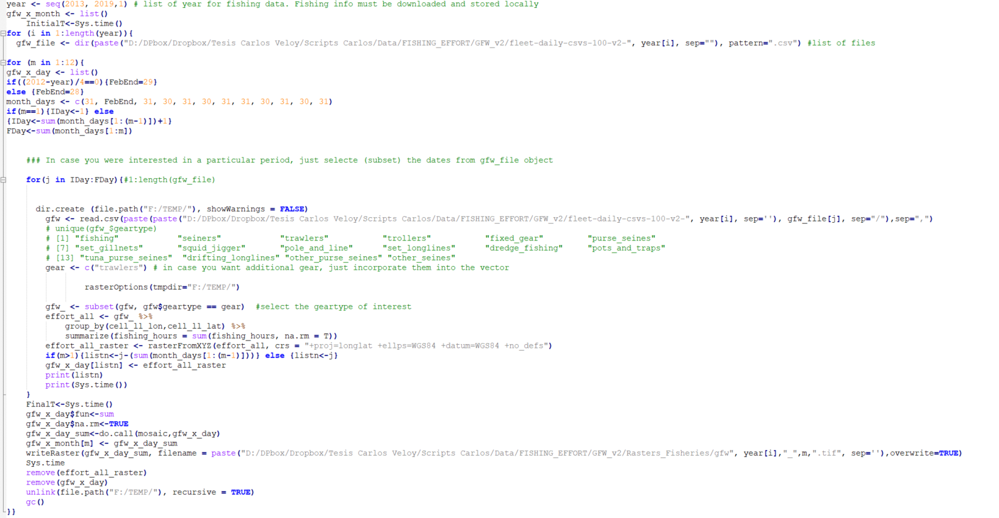 year <- seq(2013, 2019,1) # list of year for fishing data. Fishing info must be downloaded and stored locally
gfw_x_month <- list()
    InitialT<-Sys.time()
for (i in 1:length(year)){
  gfw_file <- dir(paste("D:/DPbox/Dropbox/Tesis Carlos Veloy/Scripts Carlos/Data/FISHING_EFFORT/GFW_v2/fleet-daily-csvs-100-v2-", year[i], sep=""), pattern=".csv") #list of files
for (m in 1:12){
gfw_x_day <- list()
if((2012-year)/4==0){FebEnd=29}
else {FebEnd=28}
month_days <- c(31, FebEnd, 31, 30, 31, 30, 31, 31, 30, 31, 30, 31)
if(m==1){IDay<-1} else
{IDay<-sum(month_days[1:(m-1)])+1}
FDay<-sum(month_days[1:m])
    ### In case you were interested in a particular period, just selecte (subset) the dates from gfw_file object
    for(j in IDay:FDay){#1:length(gfw_file)
      dir.create (file.path("F:/TEMP/"), showWarnings = FALSE)
        gfw <- read.csv(paste(paste("D:/DPbox/Dropbox/Tesis Carlos Veloy/Scripts Carlos/Data/FISHING_EFFORT/GFW_v2/fleet-daily-csvs-100-v2-", year[i], sep=''), gfw_file[j], sep="/"),sep=",")
        # unique(gfw_$geartype)
        # [1] "fishing"         "seiners"            "trawlers"           "trollers"           "fixed_gear"         "purse_seines"
        # [7] "set_gillnets"       "squid_jigger"       "pole_and_line"      "set_longlines"      "dredge_fishing"     "pots_and_traps"
        # [13] "tuna_purse_seines"  "drifting_longlines" "other_purse_seines" "other_seines"
        gear <- c("trawlers") # in case you want additional gear, just incorporate them into the vector
                rasterOptions(tmpdir="F:/TEMP/")
        gfw_ <- subset(gfw, gfw$geartype == gear)  #select the geartype of interest
        effort_all <- gfw_ %>%
            group_by(cell_ll_lon,cell_ll_lat) %>%
            summarize(fishing_hours = sum(fishing_hours, na.rm = T))
        effort_all_raster <- rasterFromXYZ(effort_all, crs = "+proj=longlat +ellps=WGS84 +datum=WGS84 +no_defs")
        if(m>1){listn<-j-(sum(month_days[1:(m-1)]))} else {listn<-j}
        gfw_x_day[listn] <- effort_all_raster
        print(listn)
        print(Sys.time())
    }
    FinalT<-Sys.time()
    gfw_x_day$fun<-sum
    gfw_x_day$na.rm<-TRUE
    gfw_x_day_sum<-do.call(mosaic,gfw_x_day)
    gfw_x_month[m] <- gfw_x_day_sum
    writeRaster(gfw_x_day_sum, filename = paste("D:/DPbox/Dropbox/Tesis Carlos Veloy/Scripts Carlos/Data/FISHING_EFFORT/GFW_v2/Rasters_Fisheries/gfw", year[i],"_",m,".tif", sep=''),overwrite=TRUE)
    Sys.time
    remove(effort_all_raster)
    remove(gfw_x_day)
    unlink(file.path("F:/TEMP/"), recursive = TRUE)
    gc()
}}